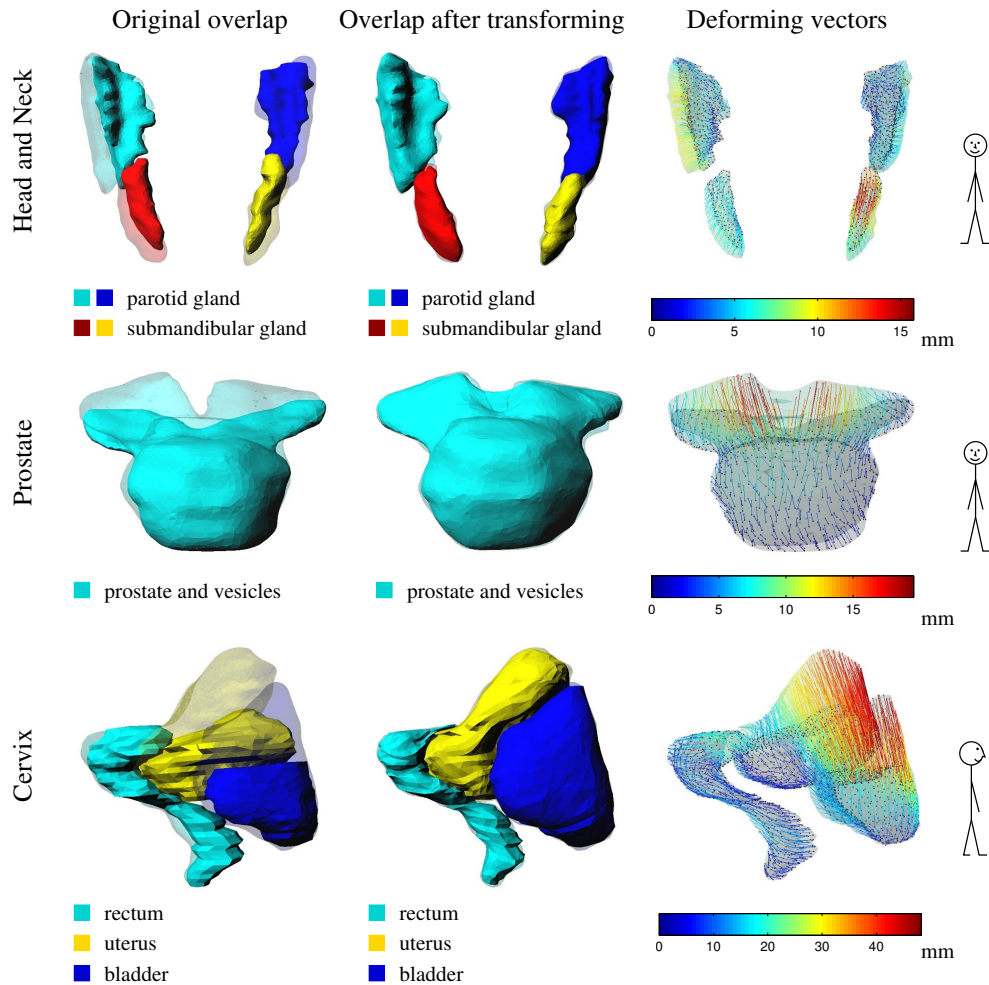 Original overlap Overlap after transforming Deforming vectors
Head and Neck
parotid gland parotid gland
submandibular gland submandibular gland
0 5 10 15
mm
Prostate
prostate and vesicles prostate and vesicles
0 5 10 15
mm
Cervix
rectum rectum
uterus uterus
bladder bladder
0 10 20 30 40
mm